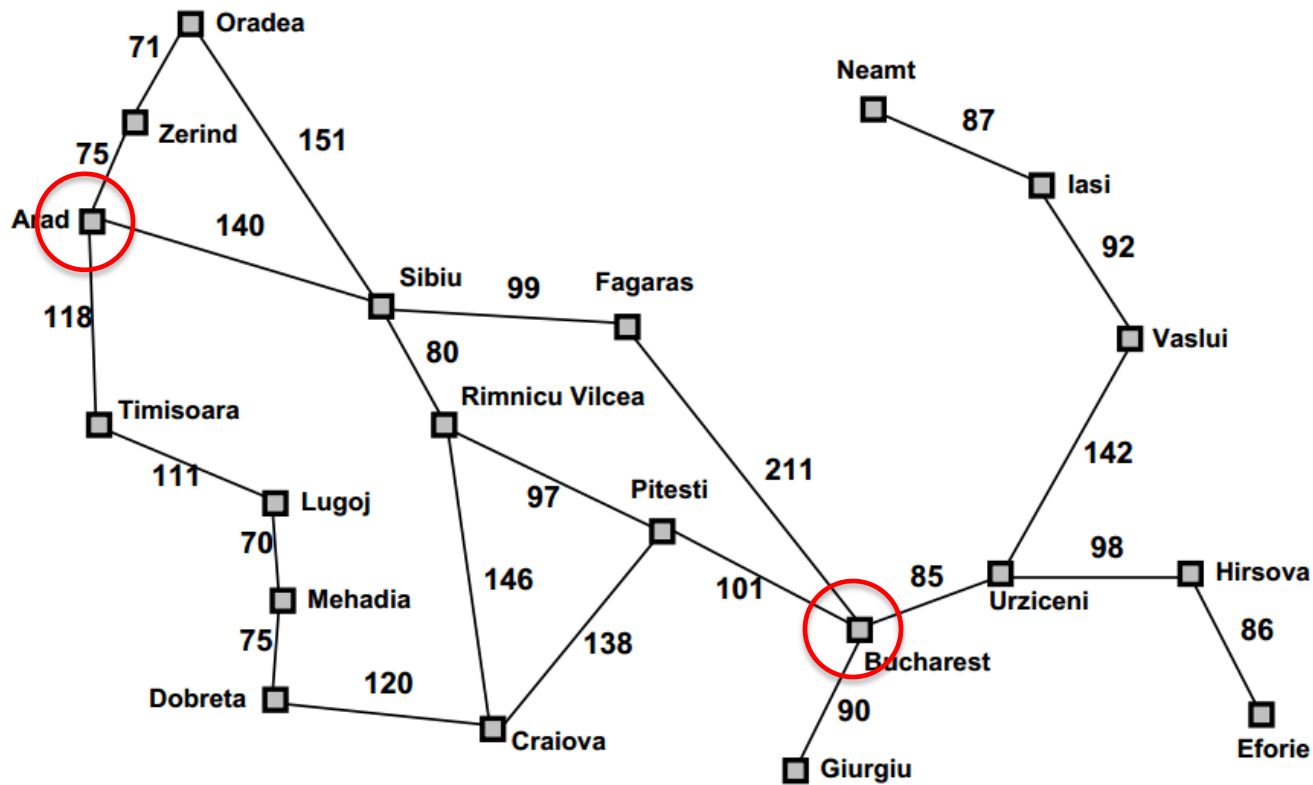 Oradea
71
Neamt
87
Zerind
151
75
Iasi
Arad
140
92
Sibiu
99
Fagaras
118
80
Vaslui
Rimnicu Vilcea
Timisoara
142
211
111
97
Pitesti
Lugoj
70
98
146
101
85
Hirsova
Mehadia
Urziceni
75
138
86
Bucharest
Dobreta
120
90
Craiova
Eforie
Giurgiu